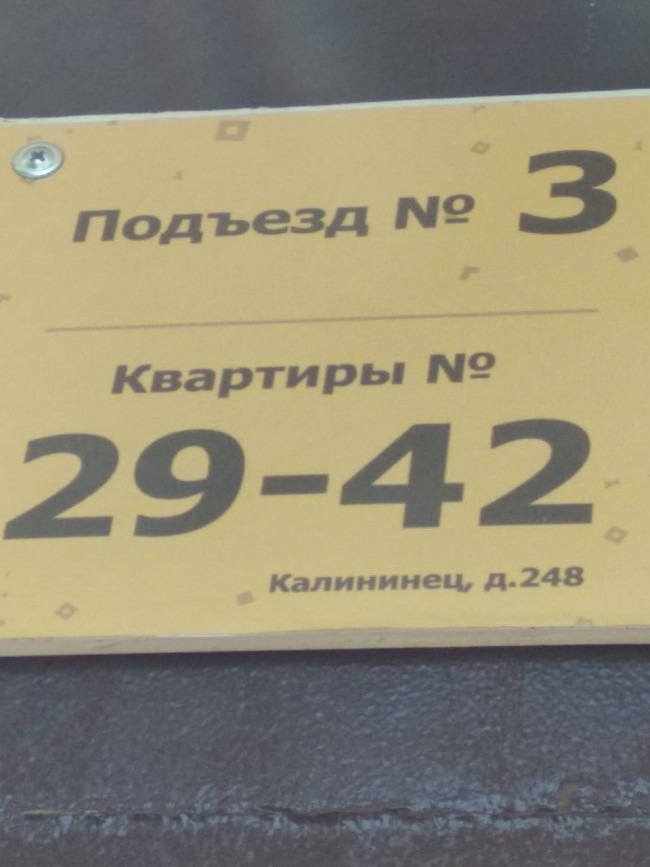 Подъезд № 3
Квартиры №
29-42
Калининец, д.248